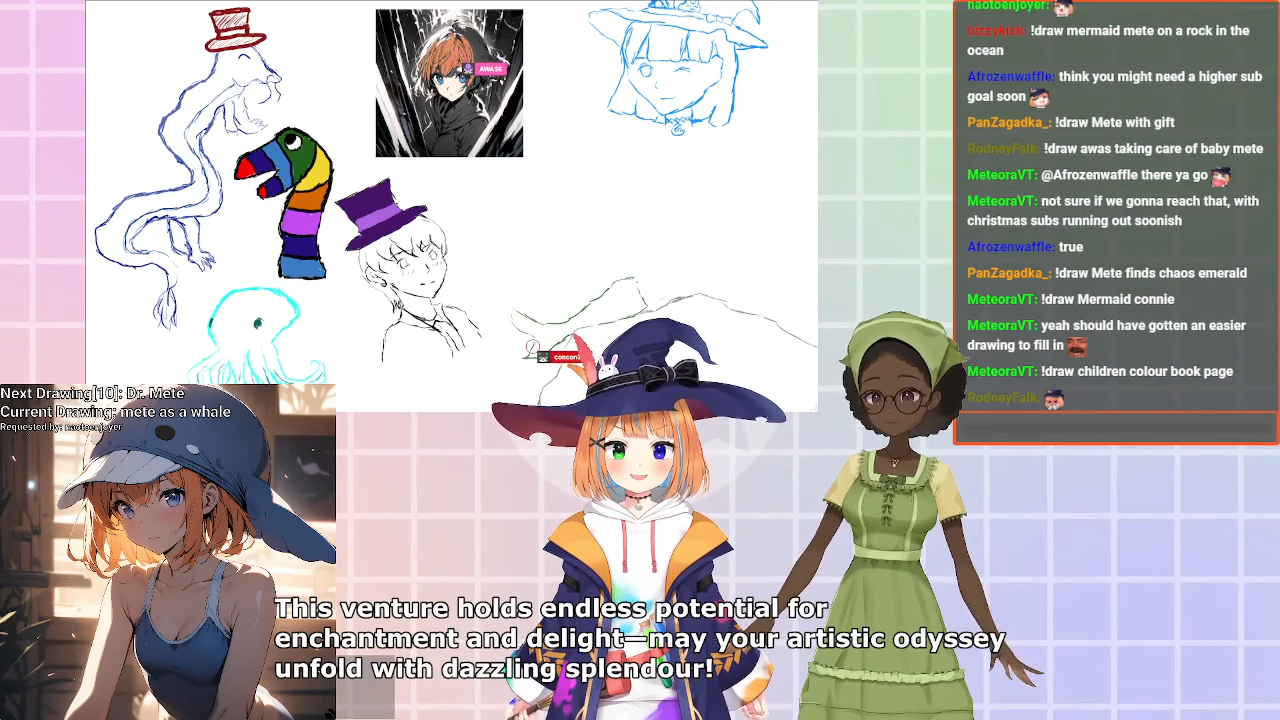 naotoenjoyer:
bizzykick: !draw mermaid mete on a rock in the
ocean
Afrozenwaffle: think you might need a higher sub
goal soon
PanZagadka_: !draw Mete with gift
RodneyFalk: !draw awas taking care of baby mete
MeteoraVT: @Afrozenwaffle there ya go
MeteoraVT: not sure if we gonna reach that, with
christmas subs running out soonish
Afrozenwaffle: true
PanZagadka_: !draw Mete finds chaos emerald
MeteoraVT: !draw Mermaid connie
MeteoraVT: yeah should have gotten an easier
drawing to fill in
MeteoraVT: !draw children colour book page
RodneyFalk:
AWAS6
Next Drawing[10]: Dr. Mete
Current Drawing: mete as a whale
Requested by: naotoenjoyer
This venture holds endless potential for
enchantment and delight—may your artistic odyssey
unfold with dazzling splendour!